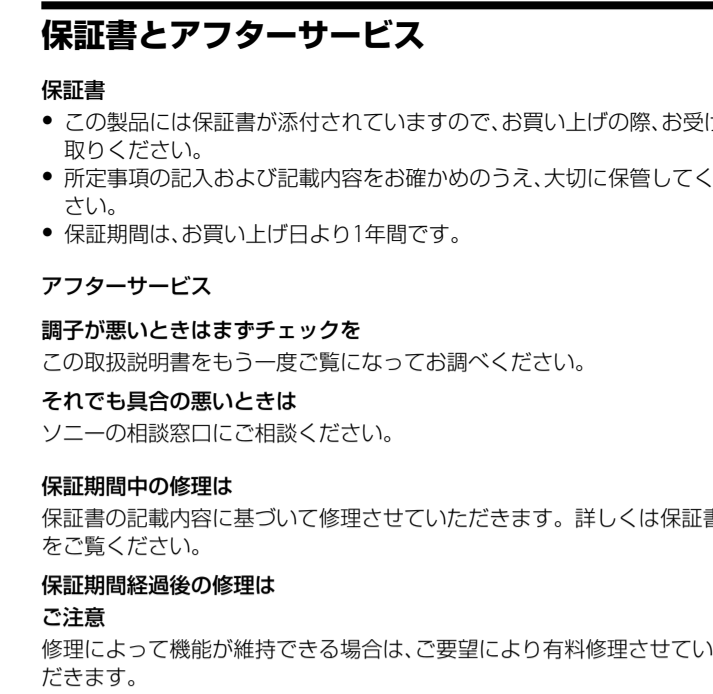 保証書とアフターサービス
保証書
• この製品には保証書が添付されていますので、お買い上げの際、お受け
取りください。
• 所定事項の記入および記載内容をお確かめのうえ、大切に保管してく
さい。
• 保証期間は、お買い上げ日より1年間です。
アフターサービス
調子が悪いときはまずチェックを
この取扱説明書をもう一度ご覧になってお調べください。
それでも具合の悪いときは
ソニーの相談窓口にご相談ください。
保証期間中の修理は
保証書の記載内容に基づいて修理させていただきます。詳しくは保証書
をご覧ください。
保証期間経過後の修理は
ご注意
修理によって機能が維持できる場合は、ご要望により有料修理させてい
だきます。